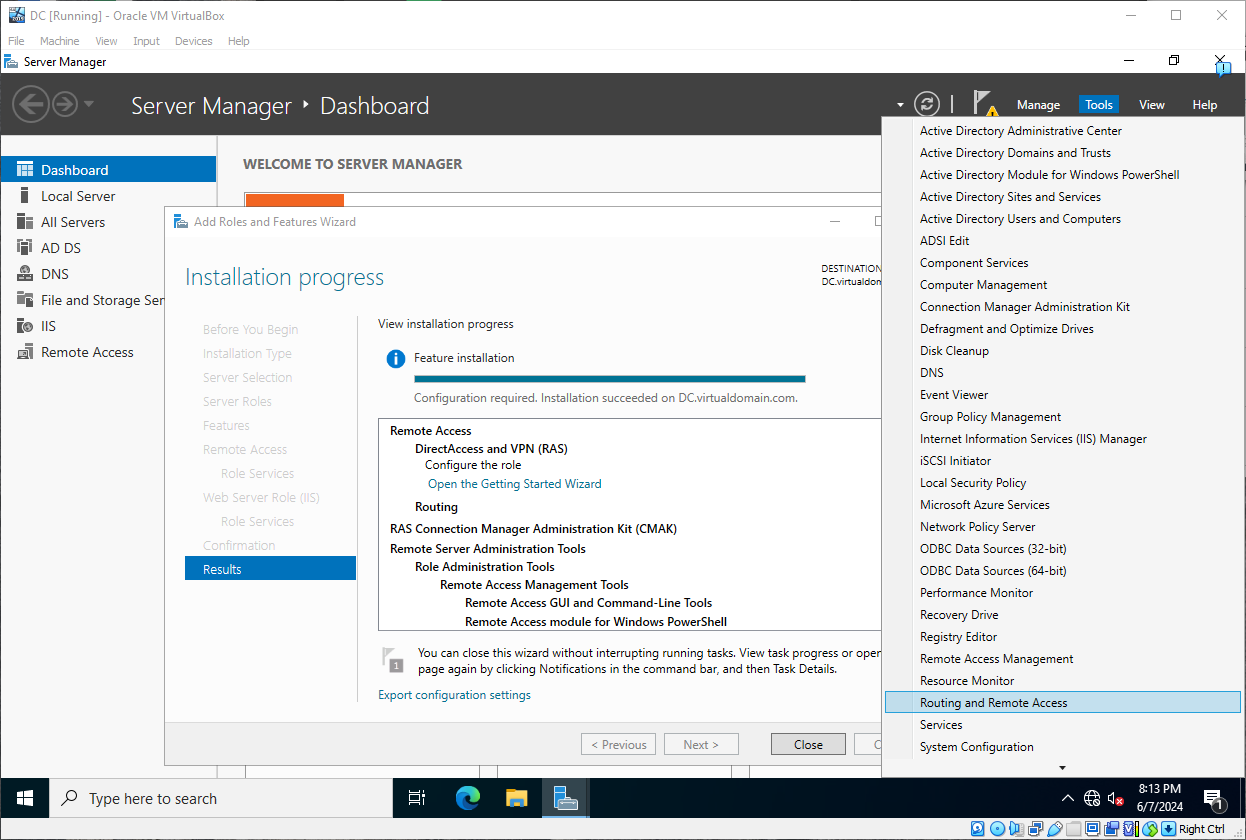 DC [Running] - Oracle VM VirtualBox
File Machine View Input Devices Help
Server Manager
Server Manager ‣ Dashboard
Manage Tools View Help
Dashboard
Local Server
All Servers
AD DS
DNS
File and Storage Ser
IIS
Remote Access
WELCOME TO SERVER MANAGER
Add Roles and Features Wizard
Installation progress
DESTINATION
DC.virtualdom
Before You Begin
Installation Type
Server Selection
Server Roles
Features
Remote Access
Role Services
Web Server Role (IIS)
Role Services
Confirmation
Results
View installation progress
Feature installation
Configuration required. Installation succeeded on DC.virtualdomain.com.
Remote Access
DirectAccess and VPN (RAS)
Configure the role
Open the Getting Started Wizard
Routing
RAS Connection Manager Administration Kit (CMAK)
Remote Server Administration Tools
Role Administration Tools
Remote Access Management Tools
Remote Access GUI and Command-Line Tools
Remote Access module for Windows PowerShell
1
You can close this wizard without interrupting running tasks. View task progress or open
page again by clicking Notifications in the command bar, and then Task Details.
Export configuration settings
< Previous Next > Close C
Active Directory Administrative Center
Active Directory Domains and Trusts
Active Directory Module for Windows PowerShell
Active Directory Sites and Services
Active Directory Users and Computers
ADSI Edit
Component Services
Computer Management
Connection Manager Administration Kit
Defragment and Optimize Drives
Disk Cleanup
DNS
Event Viewer
Group Policy Management
Internet Information Services (IIS) Manager
iSCSI Initiator
Local Security Policy
Microsoft Azure Services
Network Policy Server
ODBC Data Sources (32-bit)
ODBC Data Sources (64-bit)
Performance Monitor
Recovery Drive
Registry Editor
Remote Access Management
Resource Monitor
Routing and Remote Access
Services
System Configuration
Type here to search
8:13 PM
6/7/2024
1
Right Ctrl